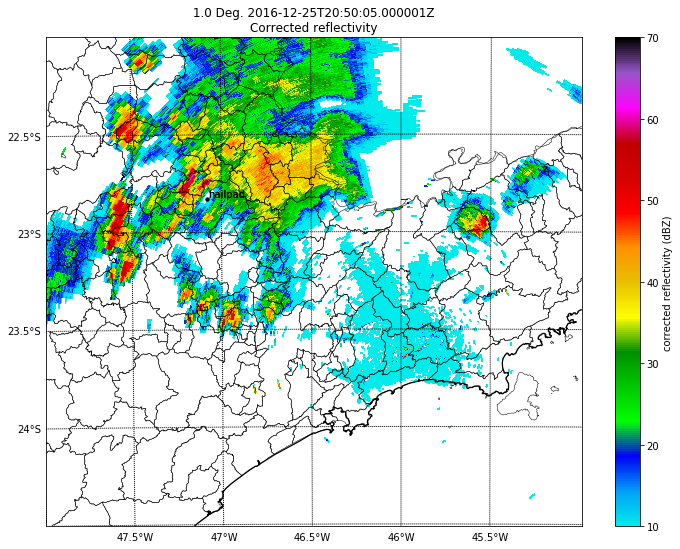 1.0 Deg. 2016-12-25T20:50:05.000001Z
Corrected reflectivity
22.5°S
23°S
23.5°S
24°S
47.5°W
47°W
46.5°W
46°W
45.5°W
hailpad
70
60
50
40
30
20
10
corrected reflectivity (dBZ)